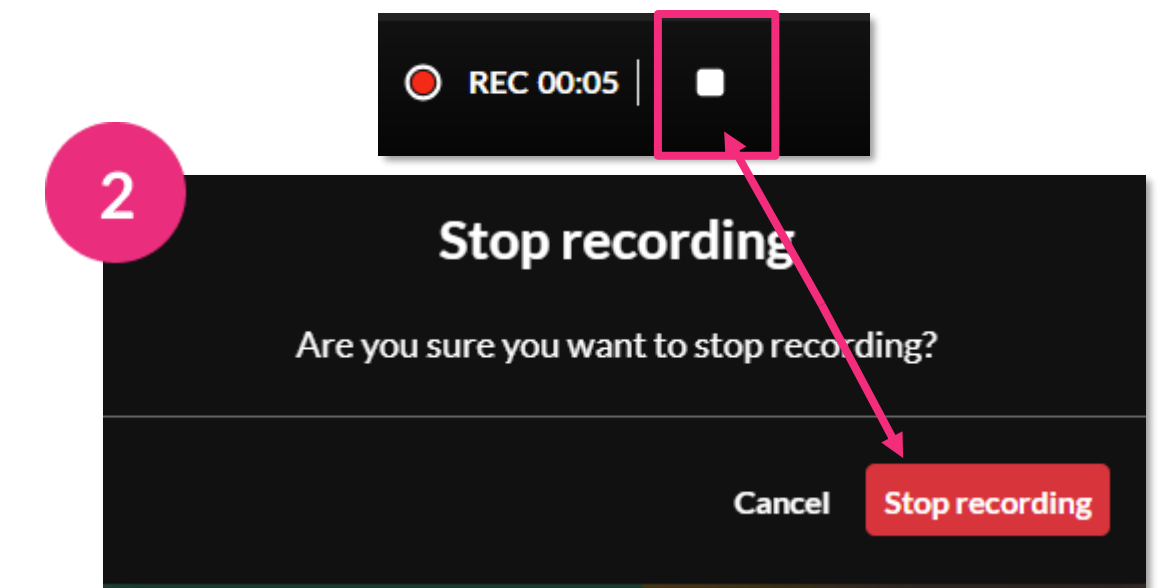 REC 00:05
2
Stop recording
Are you sure you want to stop recording?
Cancel Stop recording